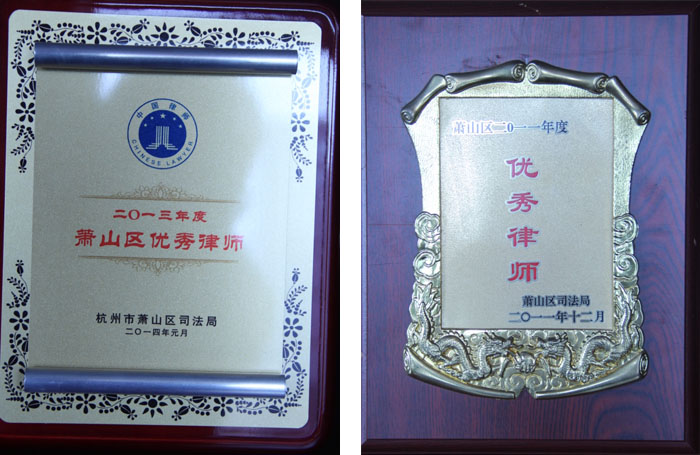 中国律师
CHINESE LAWYER
二〇一三年度
萧山区优秀律师
杭州市萧山区司法局
二〇一四年元月
萧山区二〇一一年度
优秀律师
萧山区司法局
二〇一一年十二月